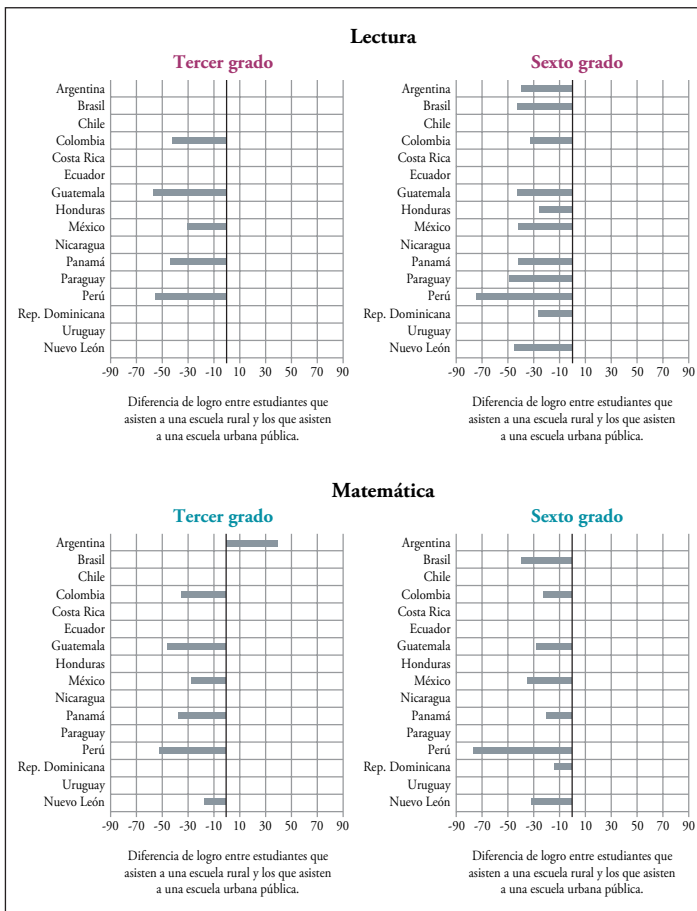 Lectura
Tercer grado
Argentina
Brasil
Chile
Colombia
Costa Rica
Ecuador
Guatemala
Honduras
México
Nicaragua
Panamá
Paraguay
Perú
Rep. Dominicana
Uruguay
Nuevo León
-90 -70 -50 -30 -10 10 30 50 70 90
Diferencia de logro entre estudiantes que
asisten a una escuela rural y los que asisten
a una escuela urbana pública.
Sexto grado
Argentina
Brasil
Chile
Colombia
Costa Rica
Ecuador
Guatemala
Honduras
México
Nicaragua
Panamá
Paraguay
Perú
Rep. Dominicana
Uruguay
Nuevo León
-90 -70 -50 -30 -10 10 30 50 70 90
Diferencia de logro entre estudiantes que
asisten a una escuela rural y los que asisten
a una escuela urbana pública.
Matemática
Tercer grado
Argentina
Brasil
Chile
Colombia
Costa Rica
Ecuador
Guatemala
Honduras
México
Nicaragua
Panamá
Paraguay
Perú
Rep. Dominicana
Uruguay
Nuevo León
-90 -70 -50 -30 -10 10 30 50 70 90
Diferencia de logro entre estudiantes que
asisten a una escuela rural y los que asisten
a una escuela urbana pública.
Sexto grado
Argentina
Brasil
Chile
Colombia
Costa Rica
Ecuador
Guatemala
Honduras
México
Nicaragua
Panamá
Paraguay
Perú
Rep. Dominicana
Uruguay
Nuevo León
-90 -70 -50 -30 -10 10 30 50 70 90
Diferencia de logro entre estudiantes que
asisten a una escuela rural y los que asisten
a una escuela urbana pública.